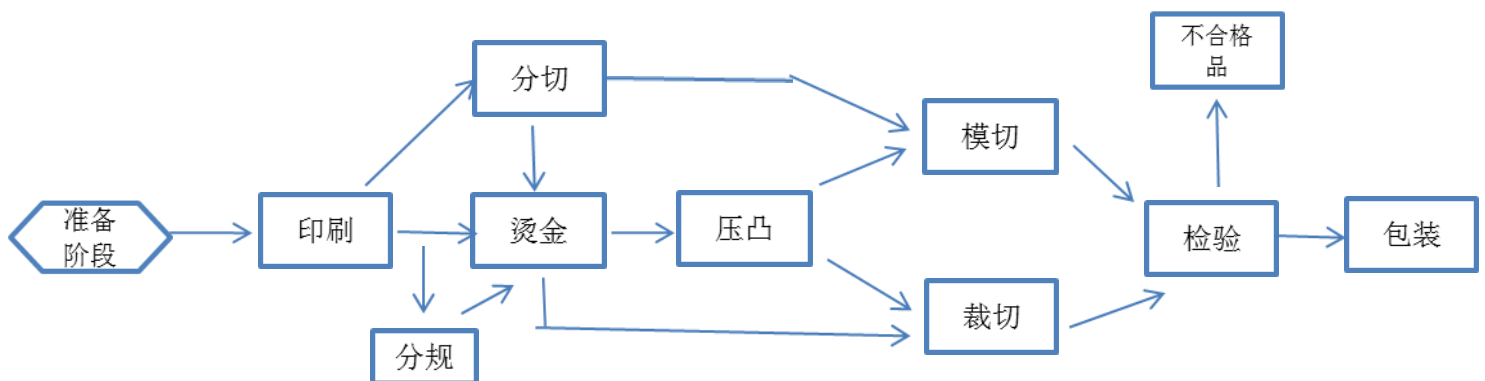 不合格
品
分切
模切
准备
阶段
印刷
烫金
压凸
检验
包装
裁切
分规